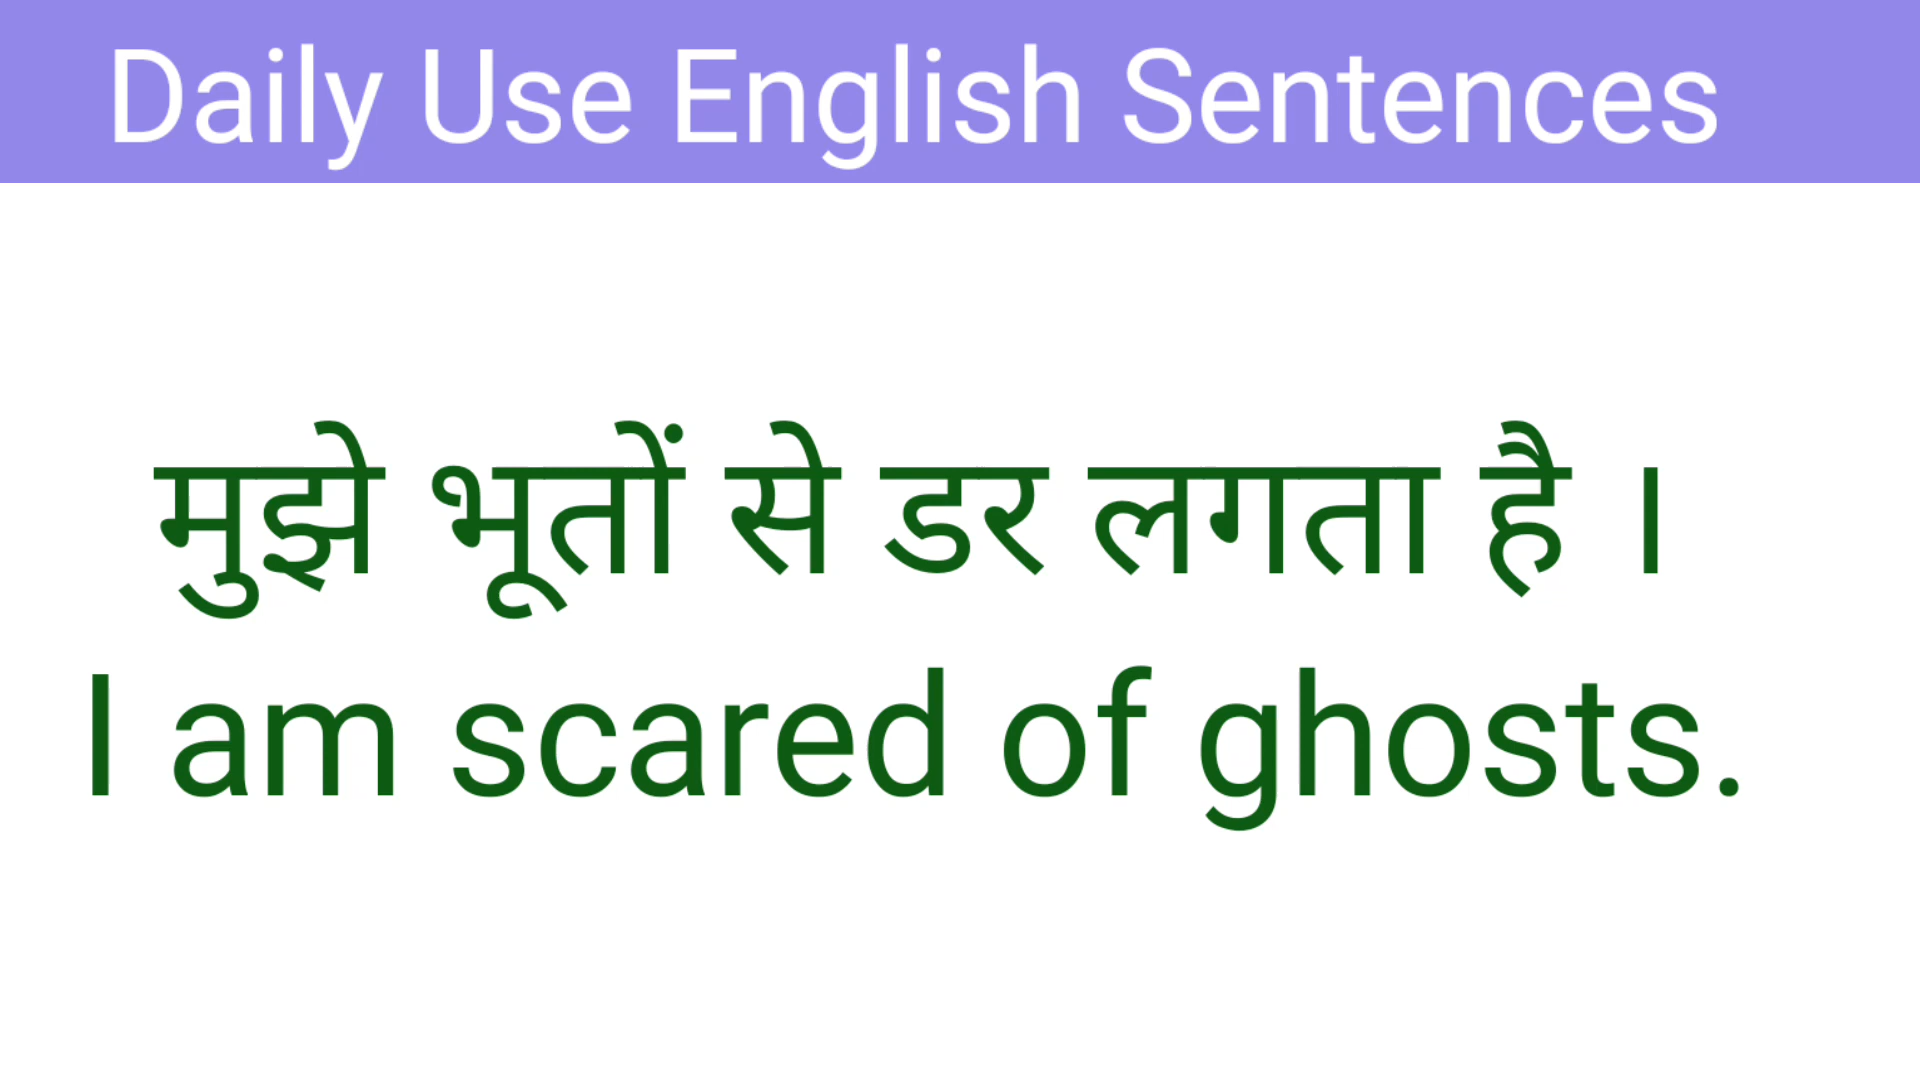 Daily Use English Sentences
मुझे भूतों से डर लगता है ।
I am scared of ghosts.